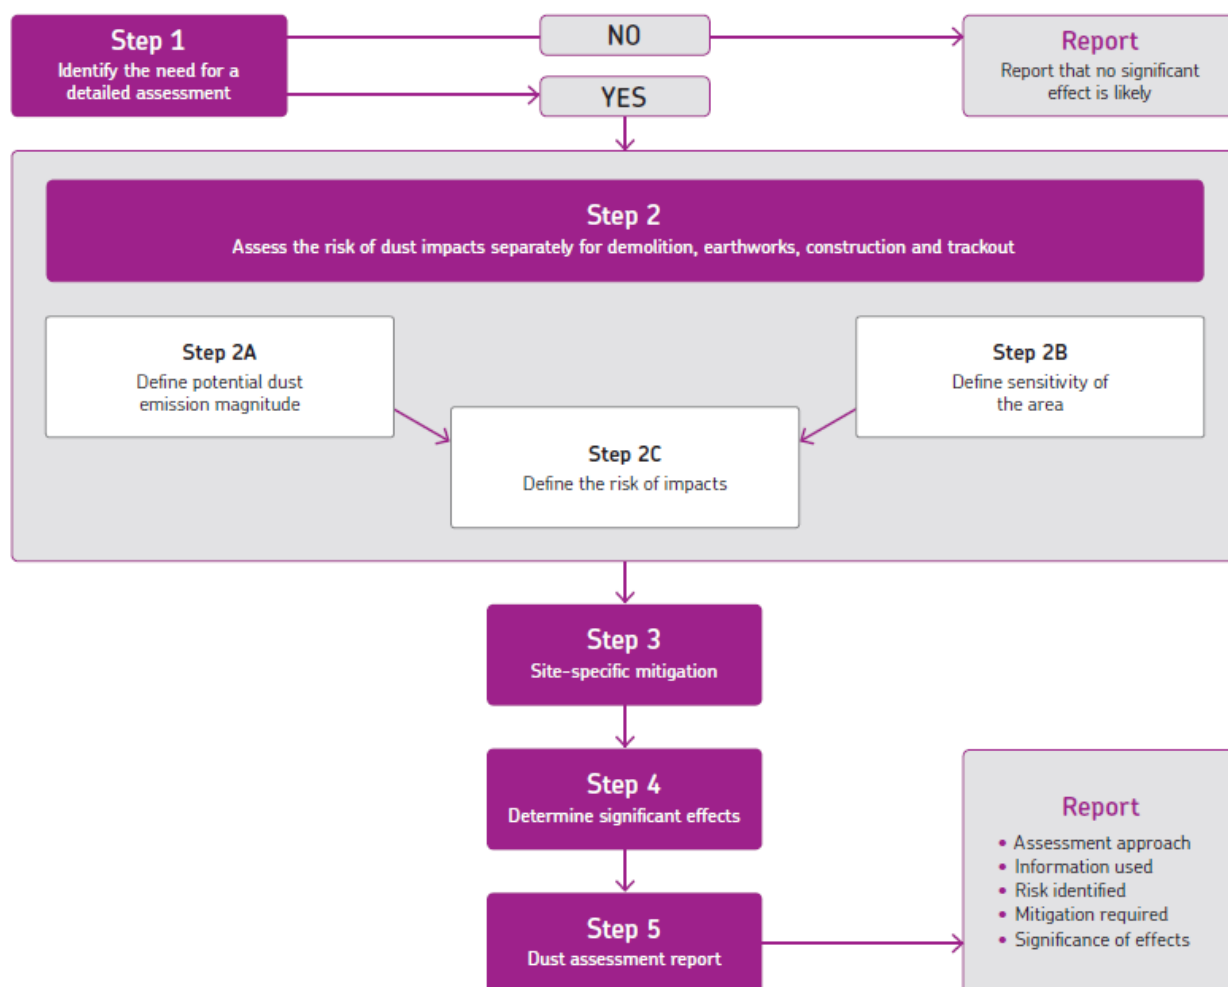 Step 1
Identify the need for a
detailed assessment
NO
YES
Report
Report that no significant
effect is likely
Step 2
Assess the risk of dust impacts separately for demolition, earthworks, construction and trackout
Step 2A
Define potential dust
emission magnitude
Step 2B
Define sensitivity of
the area
Step 2C
Define the risk of impacts
Step 3
Site-specific mitigation
Step 4
Determine significant effects
Step 5
Dust assessment report
Report
• Assessment approach
• Information used
• Risk identified
• Mitigation required
• Significance of effects